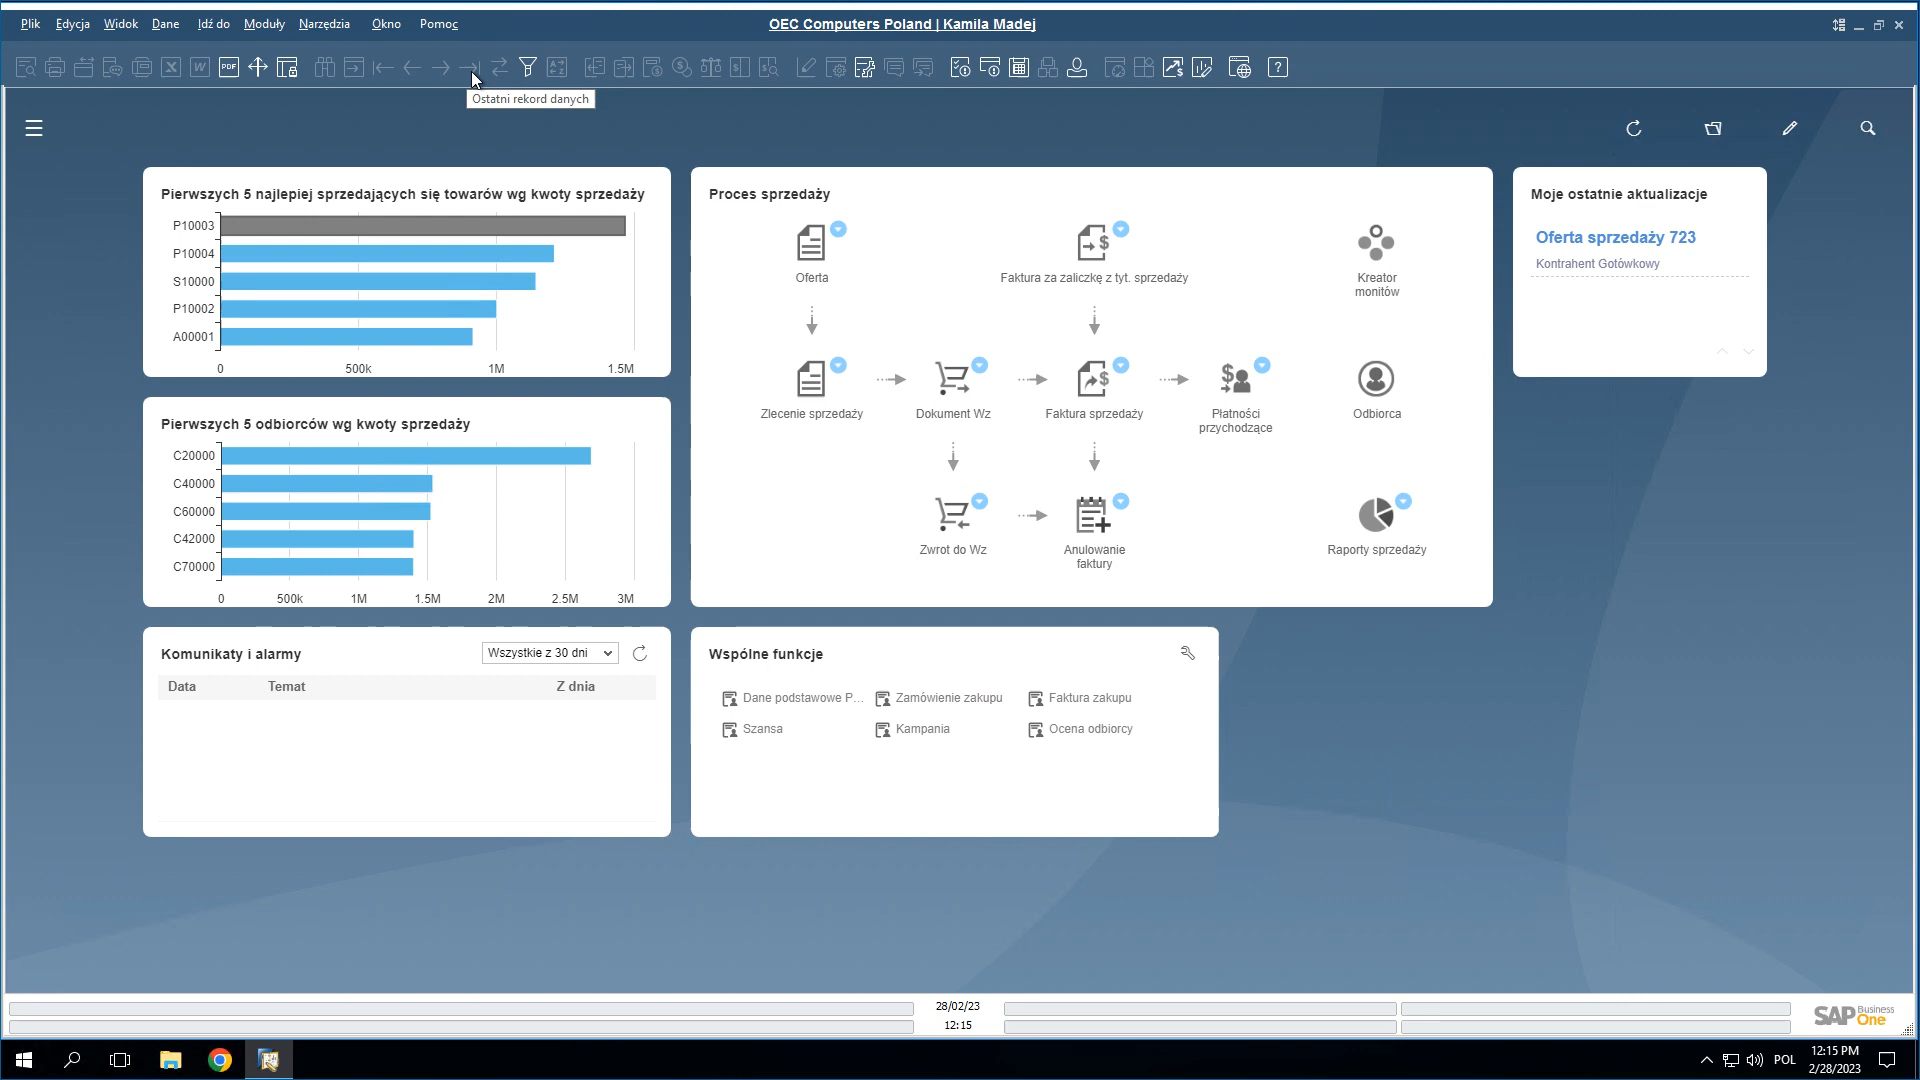 Plik Edycja Widok Dane Idź do Moduły Narzędzia Okno Pomoc
OEC Computers Poland | Kamila Madej
Ostatni rekord danych
Pierwszych 5 najlepiej sprzedających się towarów wg kwoty sprzedaży
P10003
P10004
S10000
P10002
A00001
0 500k 1M 1.5M
Pierwszych 5 odbiorców wg kwoty sprzedaży
C20000
C40000
C60000
C42000
C70000
0 500k 1M 1.5M 2M 2.5M 3M
Komunikaty i alarmy
Wszystkie z 30 dni
Data Temat Z dnia
Proces sprzedaży
Oferta
Faktura za zaliczkę z tyt. sprzedaży
Kreator
monitów
Zlecenie sprzedaży
Dokument Wz
Faktura sprzedaży
Płatności
przychodzące
Odbiorca
Zwrot do Wz
Anulowanie
faktury
Raporty sprzedaży
Wspólne funkcje
Dane podstawowe P... Zamówienie zakupu Faktura zakupu
Szansa Kampania Ocena odbiorcy
Moje ostatnie aktualizacje
Oferta sprzedaży 723
Kontrahent Gotówkowy
28/02/23
12:15
SAP Business
One
POL
12:15 PM
2/28/2023
PDF